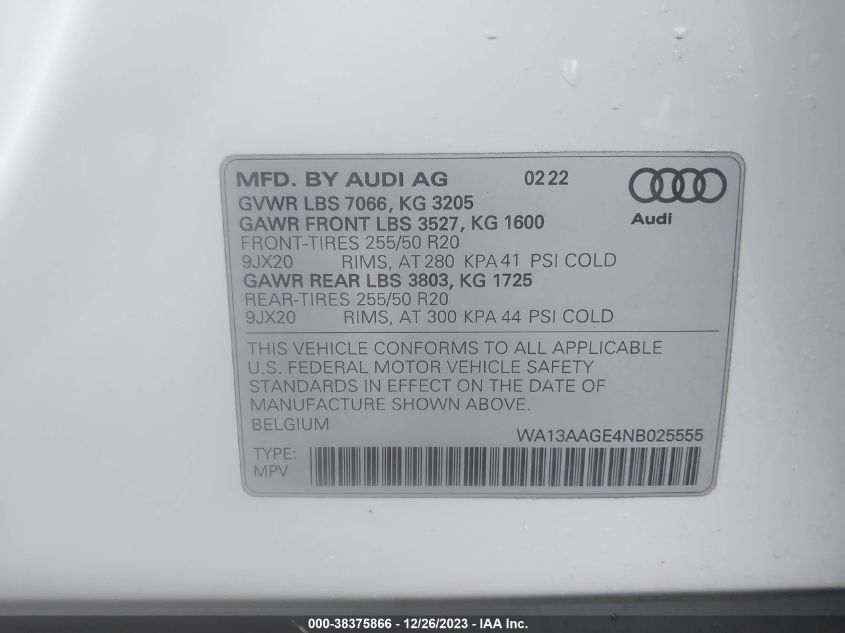 MFD. BY AUDI AG 0222
GVWR LBS 7066, KG 3205
GAWR FRONT LBS 3527, KG 1600
Audi
FRONT-TIRES 255/50 R20
9JX20 RIMS, AT 280 KPA 41 PSI COLD
GAWR REAR LBS 3803, KG 1725
REAR-TIRES 255/50 R20
9JX20 RIMS, AT 300 KPA 44 PSI COLD
THIS VEHICLE CONFORMS TO ALL APPLICABLE
U.S. FEDERAL MOTOR VEHICLE SAFETY
STANDARDS IN EFFECT ON THE DATE OF
MANUFACTURE SHOWN ABOVE.
BELGIUM
WA13AAGE4NB025555
TYPE:
MPV
000-38375866 - 12/26/2023 - IAA Inc.